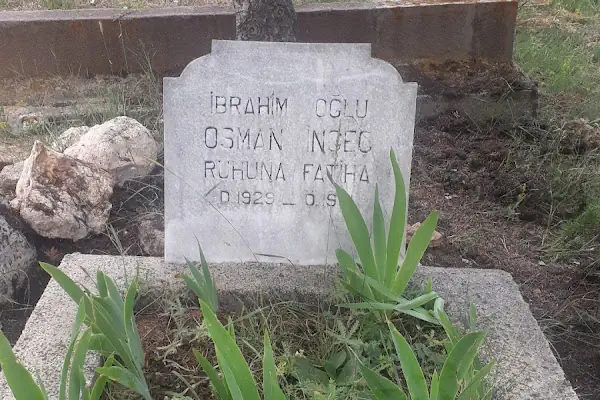 İBRAHİM OĞLU
OSMAN İNCEC
RUHUNA FATİHA
D.1929 _ Ö.19